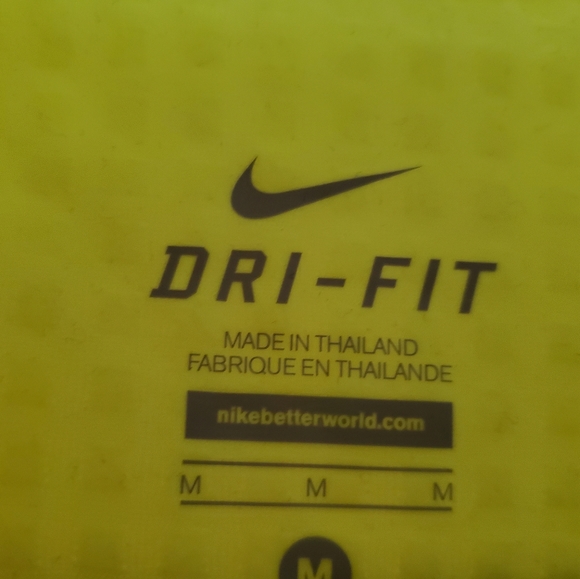 DRI-FIT
MADE IN THAILAND
FABRIQUE EN THAILANDE
nikebetterworld.com
M M M
M